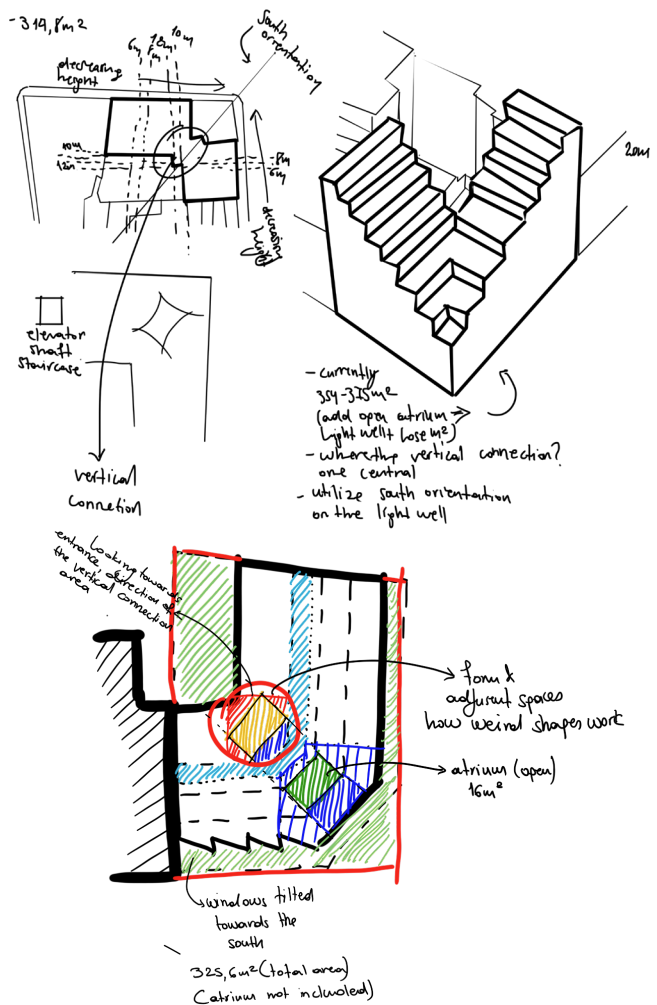 -319,8m²
6m 8m 12m 10m
South
orientation
decreasing
height
10m
12m
8m
6m
decreasing
height
20m
elevator
shaft
staircase
vertical
connetion
- currently
354-375m²
(add open atrium →
light well + lose m²)
- where the vertical connection?
one central
- utilize south orientation
on the light well
Looking towards
entrance, direction of
the vertical connection
area
form &
adjusent spaces
how weird shapes work
atrium (open)
16m²
windows tilted
towards the
south
325,6m² (total area)
(atrium not included)